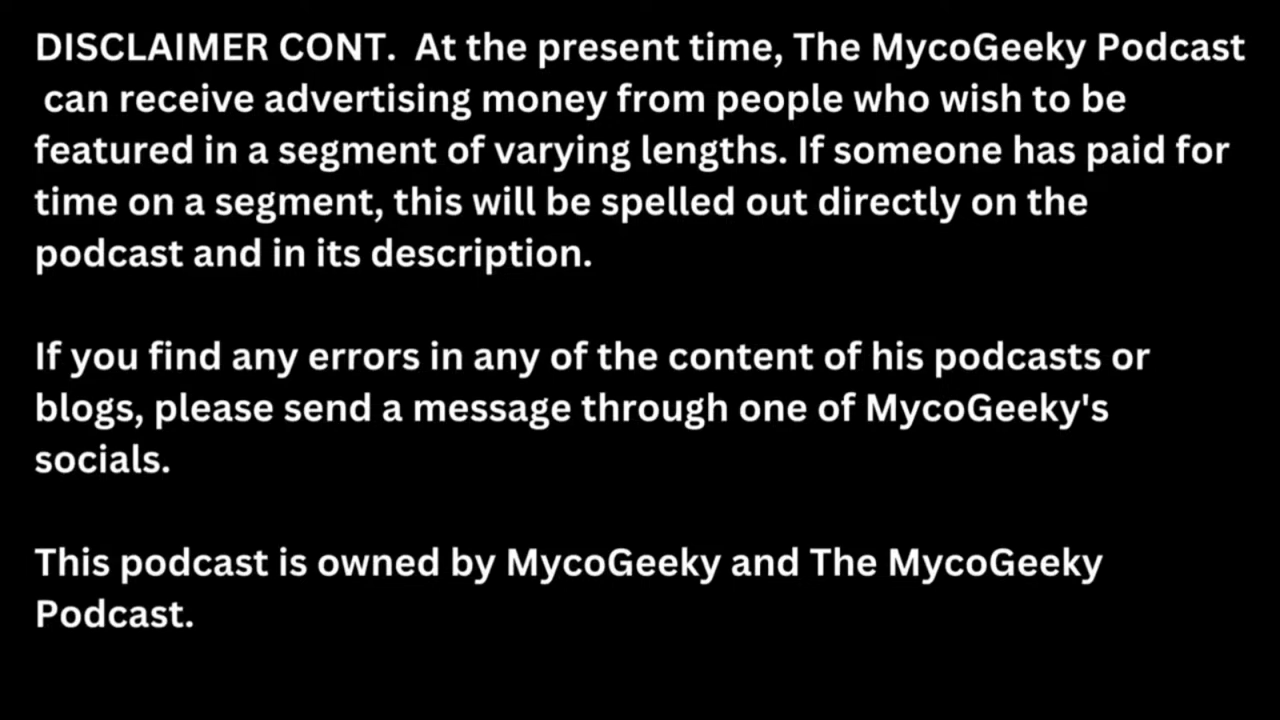 DISCLAIMER CONT.  At the present time, The MycoGeeky Podcast
can receive advertising money from people who wish to be
featured in a segment of varying lengths. If someone has paid for
time on a segment, this will be spelled out directly on the
podcast and in its description.
If you find any errors in any of the content of his podcasts or
blogs, please send a message through one of MycoGeeky's
socials.
This podcast is owned by MycoGeeky and The MycoGeeky
Podcast.